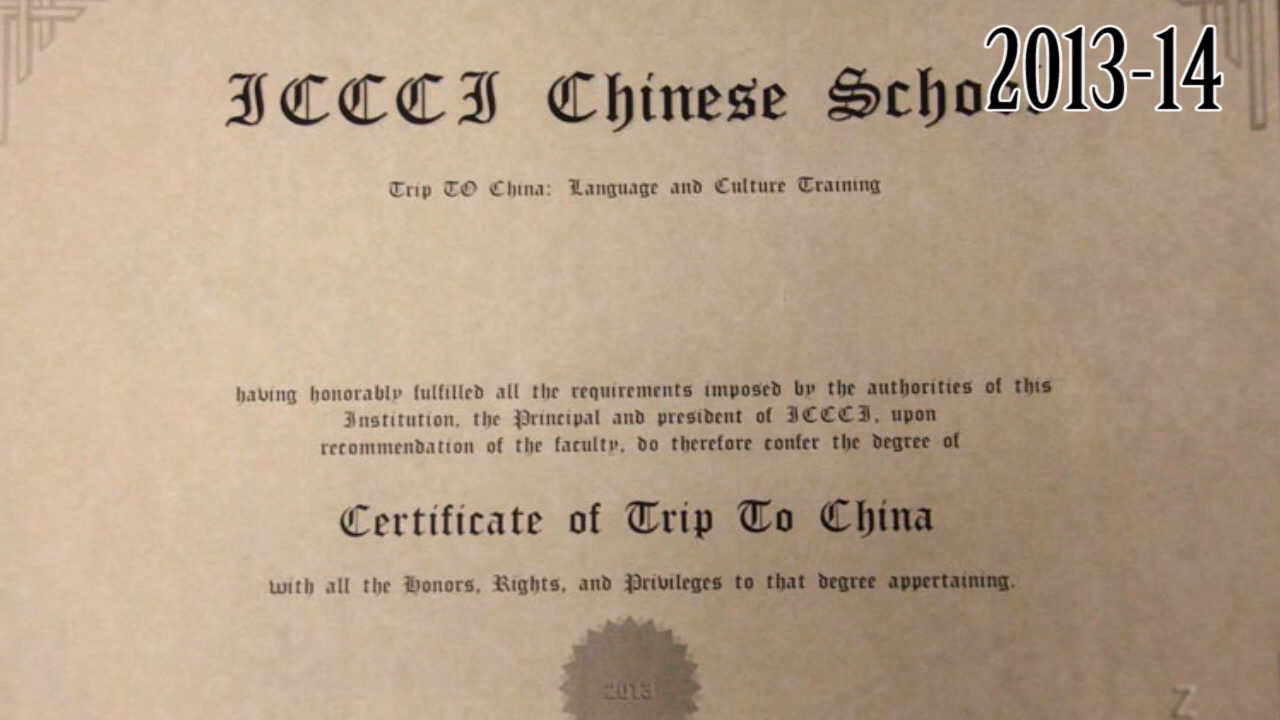 2013-14
ICCCI Chinese School
Trip TO China: Language and Culture Training
having honorably fulfilled all the requirements imposed by the authorities of this
Institution, the Principal and president of ICCCI, upon
recommendation of the faculty, do therefore confer the degree of
Certificate of Trip To China
with all the Honors, Rights, and Privileges to that degree appertaining.
2013
Z